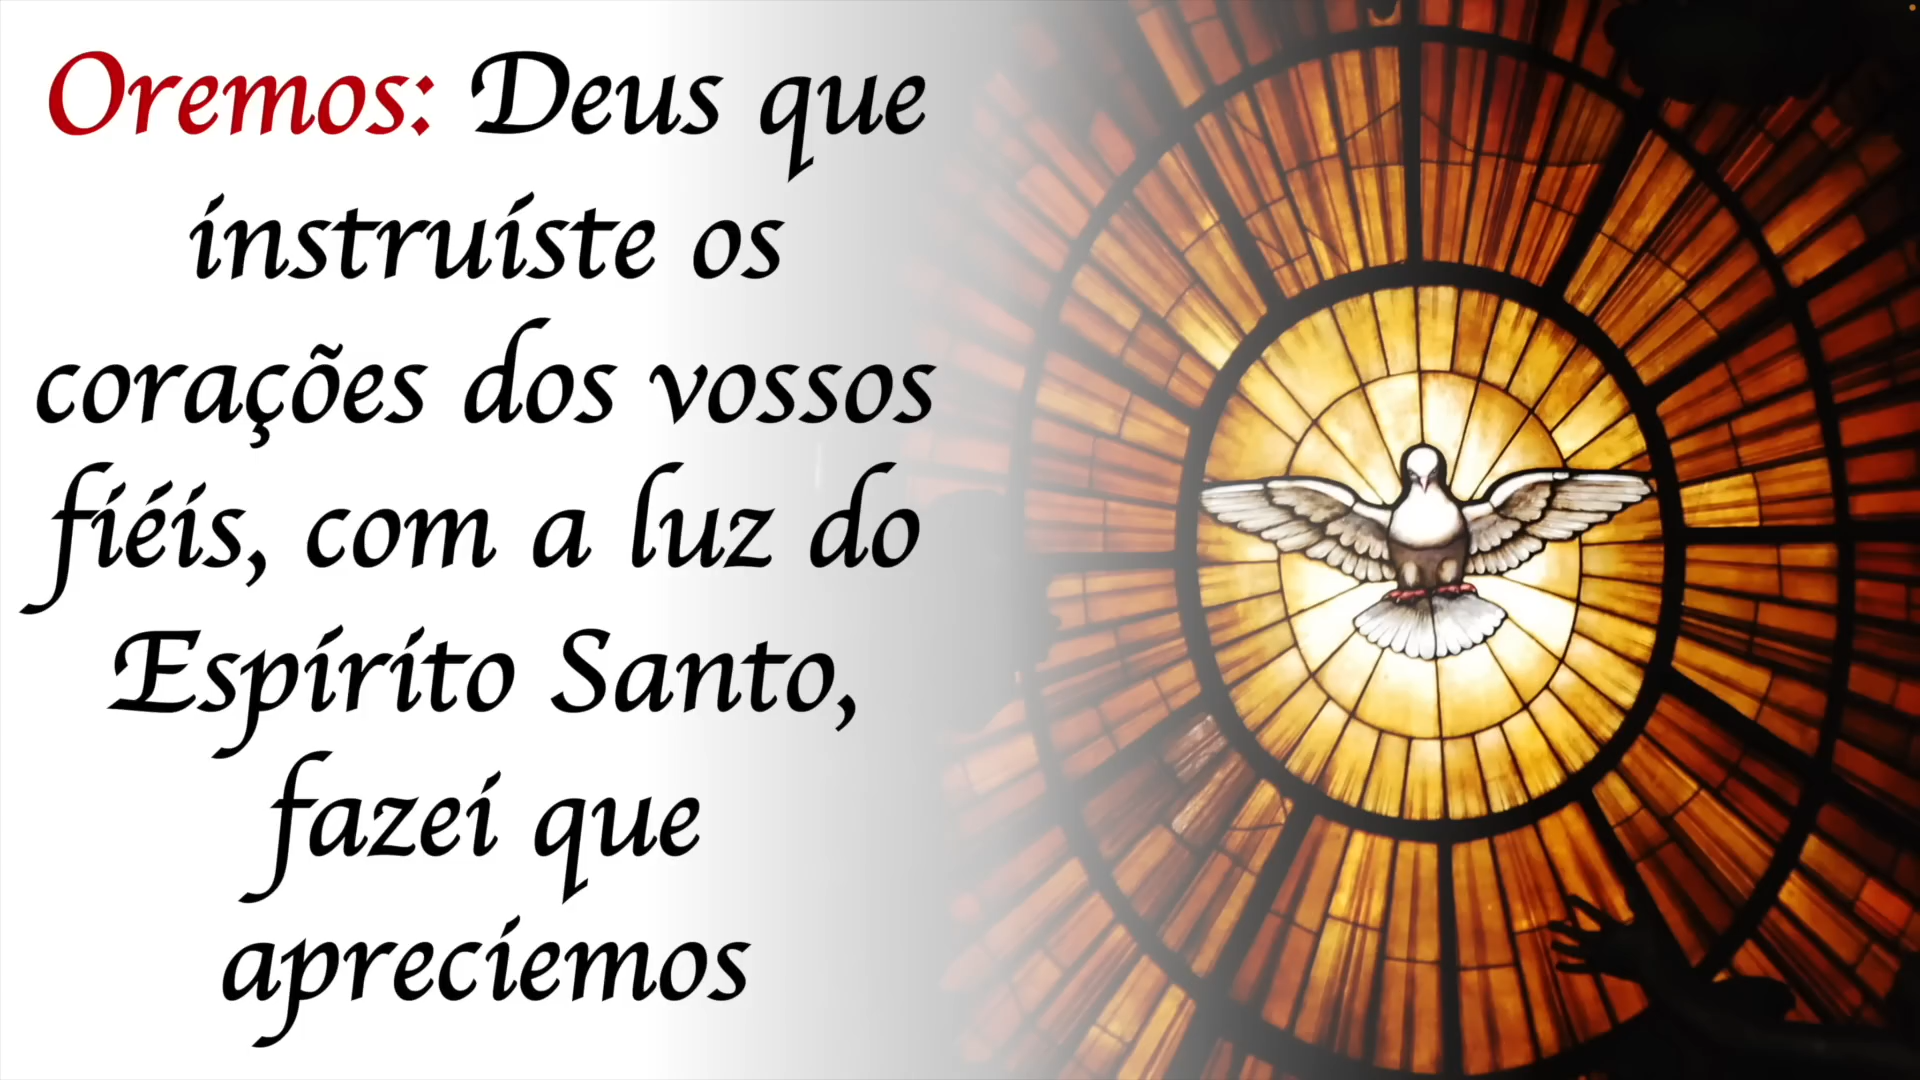 Oremos: Deus que
instruíste os
corações dos vossos
fiéis, com a luz do
Espírito Santo,
fazei que
apreciemos